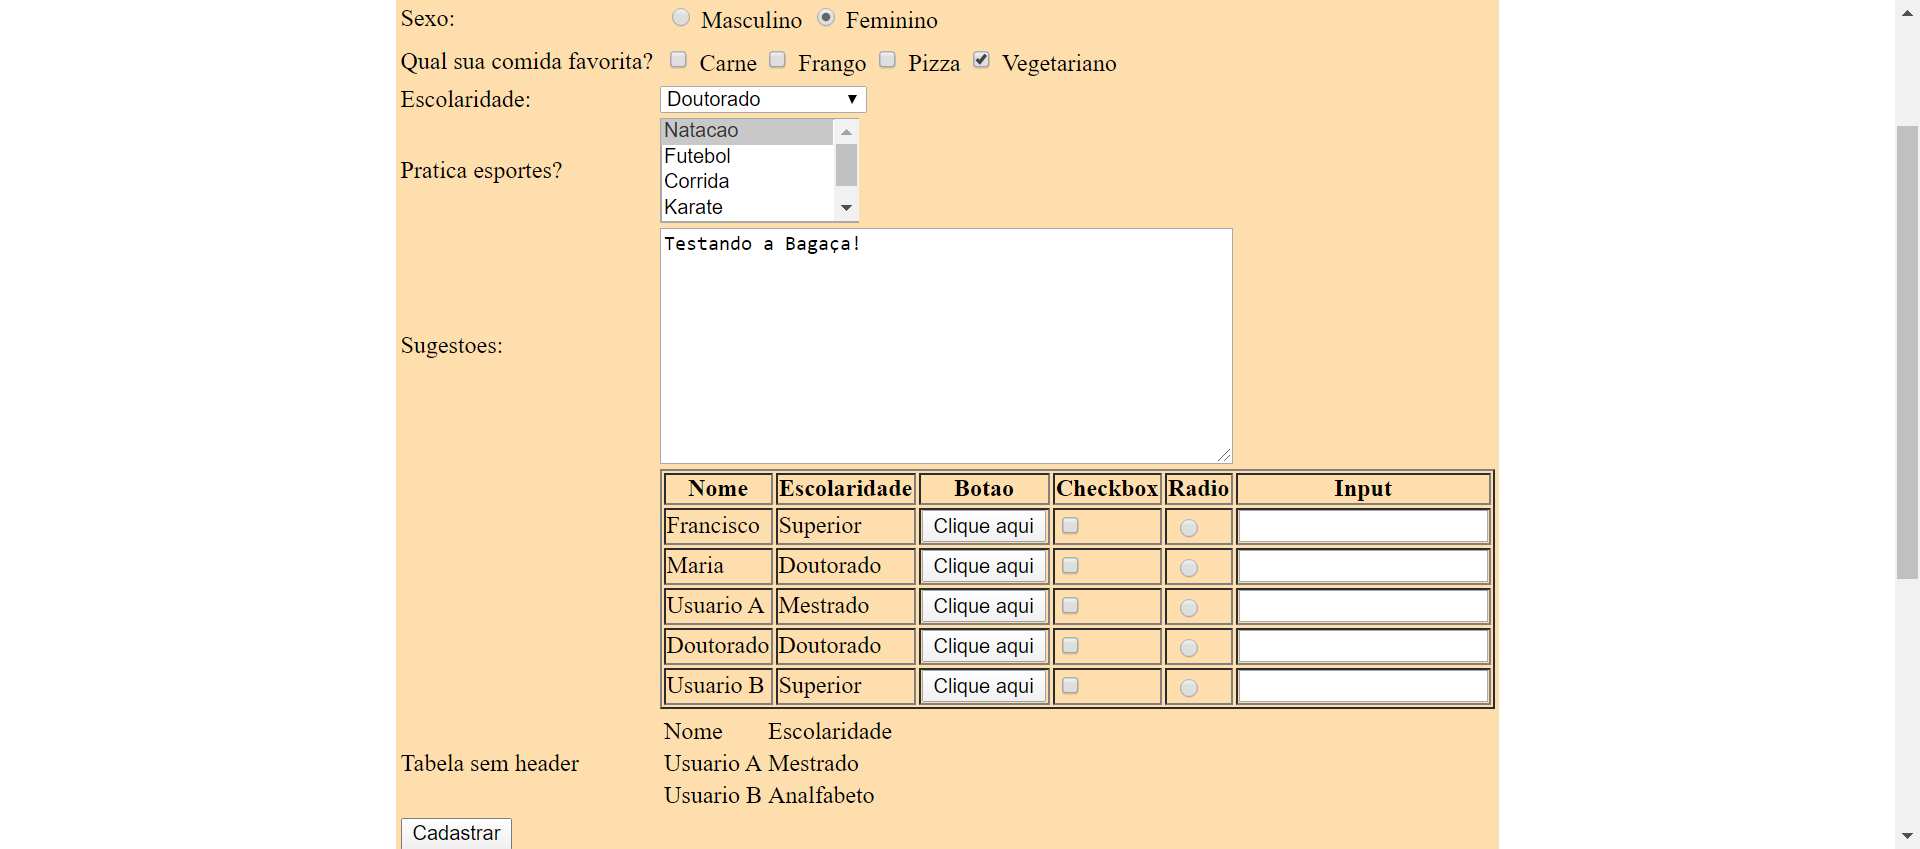 Sexo: Masculino Feminino
Qual sua comida favorita? Carne Frango Pizza Vegetariano
Escolaridade: Doutorado
Pratica esportes?
Natacao
Futebol
Corrida
Karate
Sugestoes:
Testando a Bagaça!
Nome Escolaridade Botao Checkbox Radio Input
Francisco Superior Clique aqui
Maria Doutorado Clique aqui
Usuario A Mestrado Clique aqui
Doutorado Doutorado Clique aqui
Usuario B Superior Clique aqui
Tabela sem header
Nome Escolaridade
Usuario A Mestrado
Usuario B Analfabeto
Cadastrar